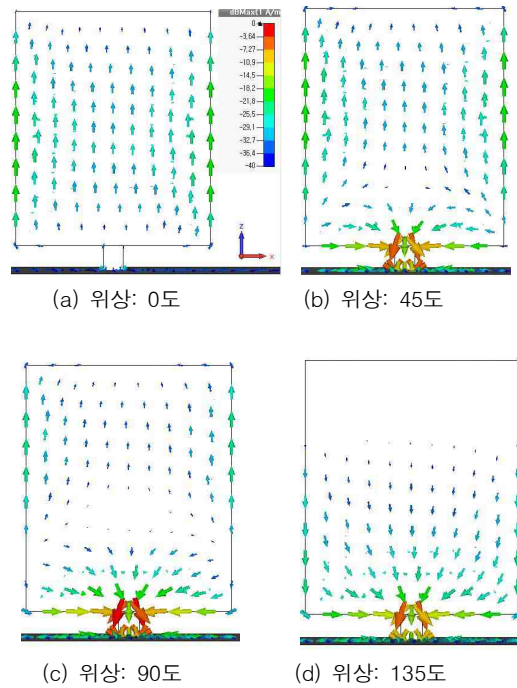 dBMax(1 A/m
0
-3.64
-7.27
-10.9
-14.5
-18.2
-21.8
-25.5
-29.1
-32.7
-36.4
-40
z
x
(a) 위상: 0도
(b) 위상: 45도
(c) 위상: 90도
(d) 위상: 135도